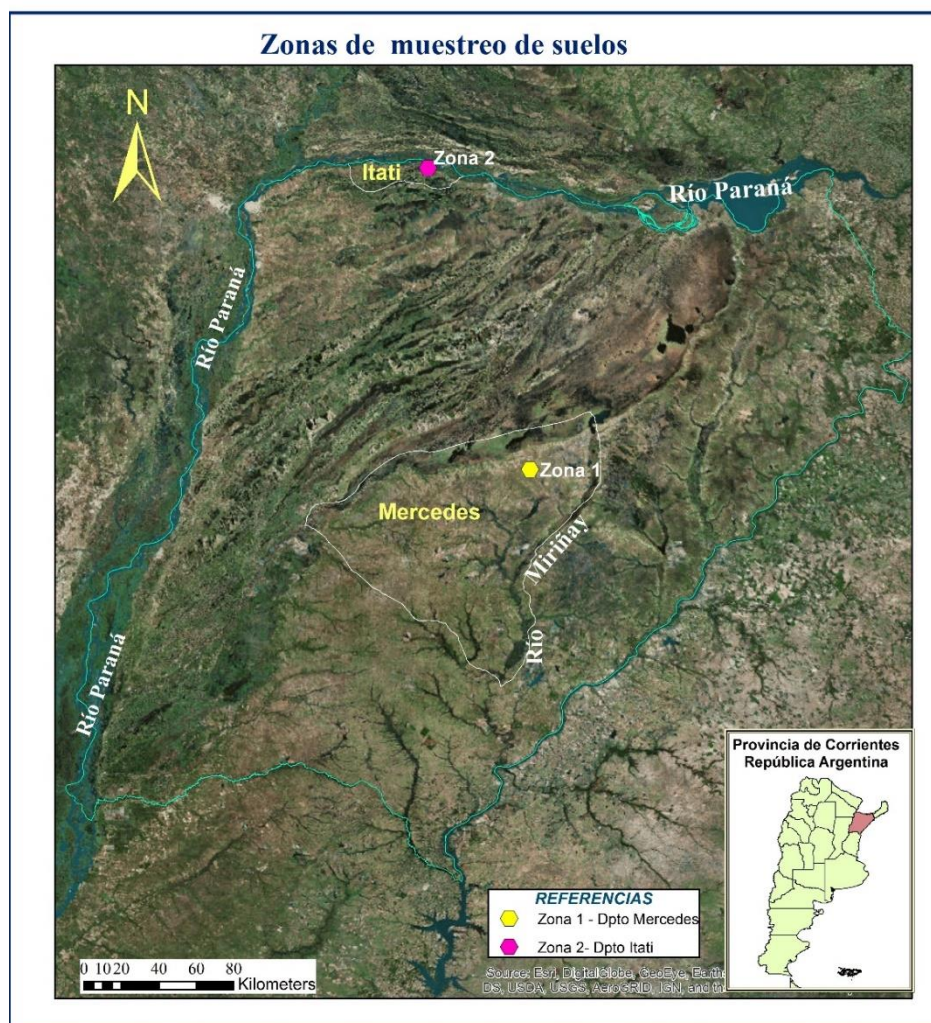 Zonas de muestreo de suelos
N
Zona 2
Itati
Río Paraná
Río Paraná
Zona 1
Mercedes
Miriñay
Río
Río Paraná
Provincia de Corrientes
República Argentina
REFERENCIAS
Zona 1 - Dpto Mercedes
Zona 2- Dpto Itati
0 10 20 40 60 80
Kilometers
Source: Esri, DigitalGlobe, GeoEye, Earths
DS, USDA, USGS, AeroGRID, IGN, and th